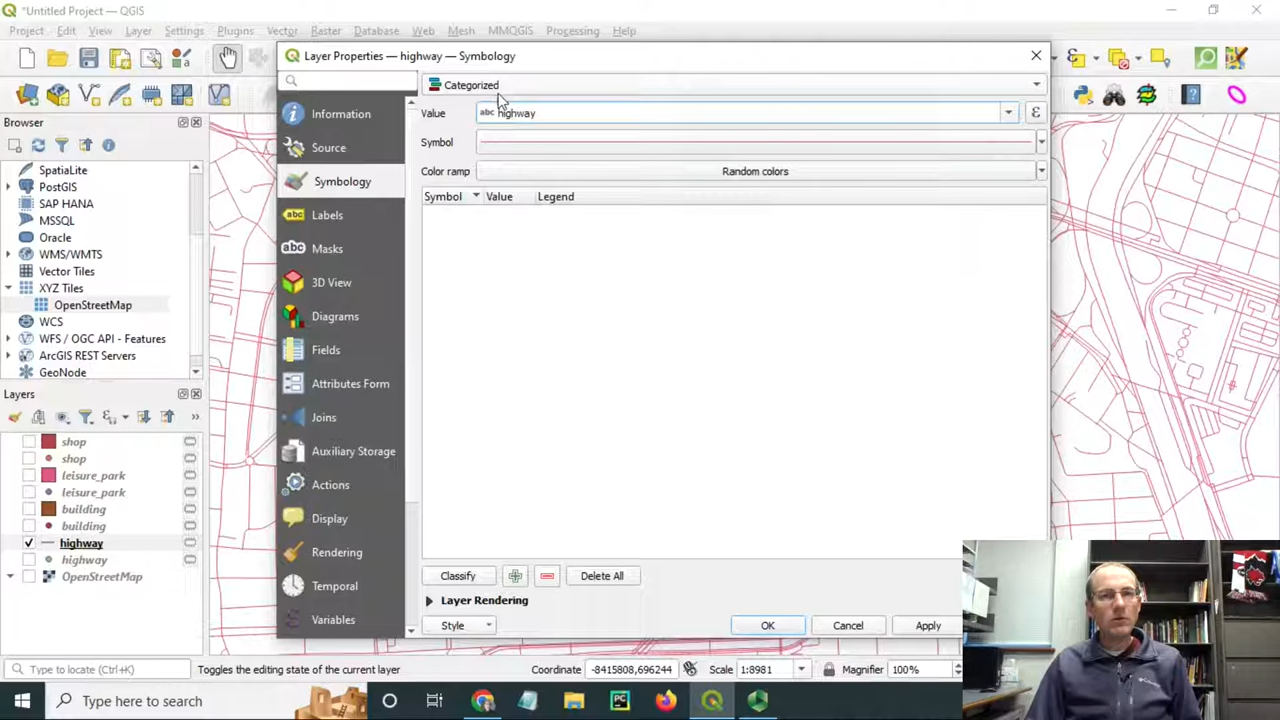 *Untitled Project — QGIS
Project Edit View Layer Settings Plugins Vector Raster Database Web Mesh MMQGIS Processing Help
Layer Properties — highway — Symbology
Categorized
Value abc highway ε
Symbol
Color ramp Random colors
Symbol Value Legend
Information
Source
Symbology
abc Labels
abc Masks
3D View
Diagrams
Fields
Attributes Form
Joins
Auxiliary Storage
Actions
Display
Rendering
Temporal
Variables
Classify Delete All
Layer Rendering
Style OK Cancel Apply
Browser
SpatiaLite
PostGIS
SAP HANA
MSSQL
Oracle
WMS/WMTS
Vector Tiles
XYZ Tiles
OpenStreetMap
WCS
WFS / OGC API - Features
ArcGIS REST Servers
GeoNode
Layers
shop
shop
leisure_park
leisure_park
building
building
highway
highway
OpenStreetMap
Type to locate (Ctrl+K) Toggles the editing state of the current layer Coordinate -8415808,696244 Scale 1:8981 Magnifier 100%
Type here to search